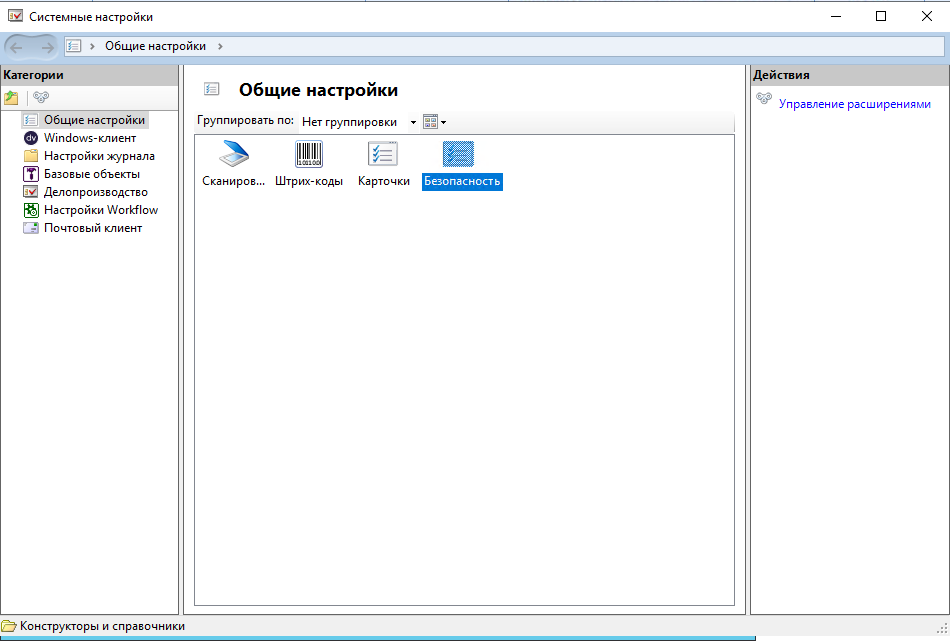 Системные настройки
Общие настройки
Категории
Общие настройки
Windows-клиент
Настройки журнала
Базовые объекты
Делопроизводство
Настройки Workflow
Почтовый клиент
Общие настройки
Группировать по: Нет группировки
Сканиров... Штрих-коды Карточки Безопасность
Действия
Управление расширениями
Конструкторы и справочники